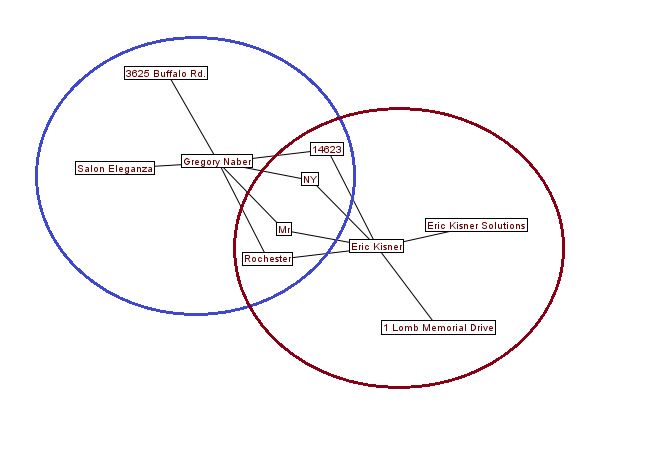 3625 Buffalo Rd.
14623
Gregory Naber
Salon Eleganza
NY
Eric Kisner Solutions
Mr
Eric Kisner
Rochester
1 Lomb Memorial Drive